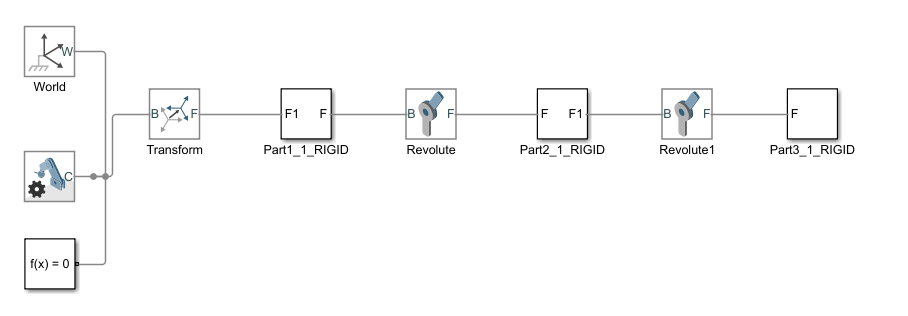 W
World
C
f(x) = 0
B F
Transform
F1 F
Part1_1_RIGID
B F
Revolute
F F1
Part2_1_RIGID
B F
Revolute1
F
Part3_1_RIGID